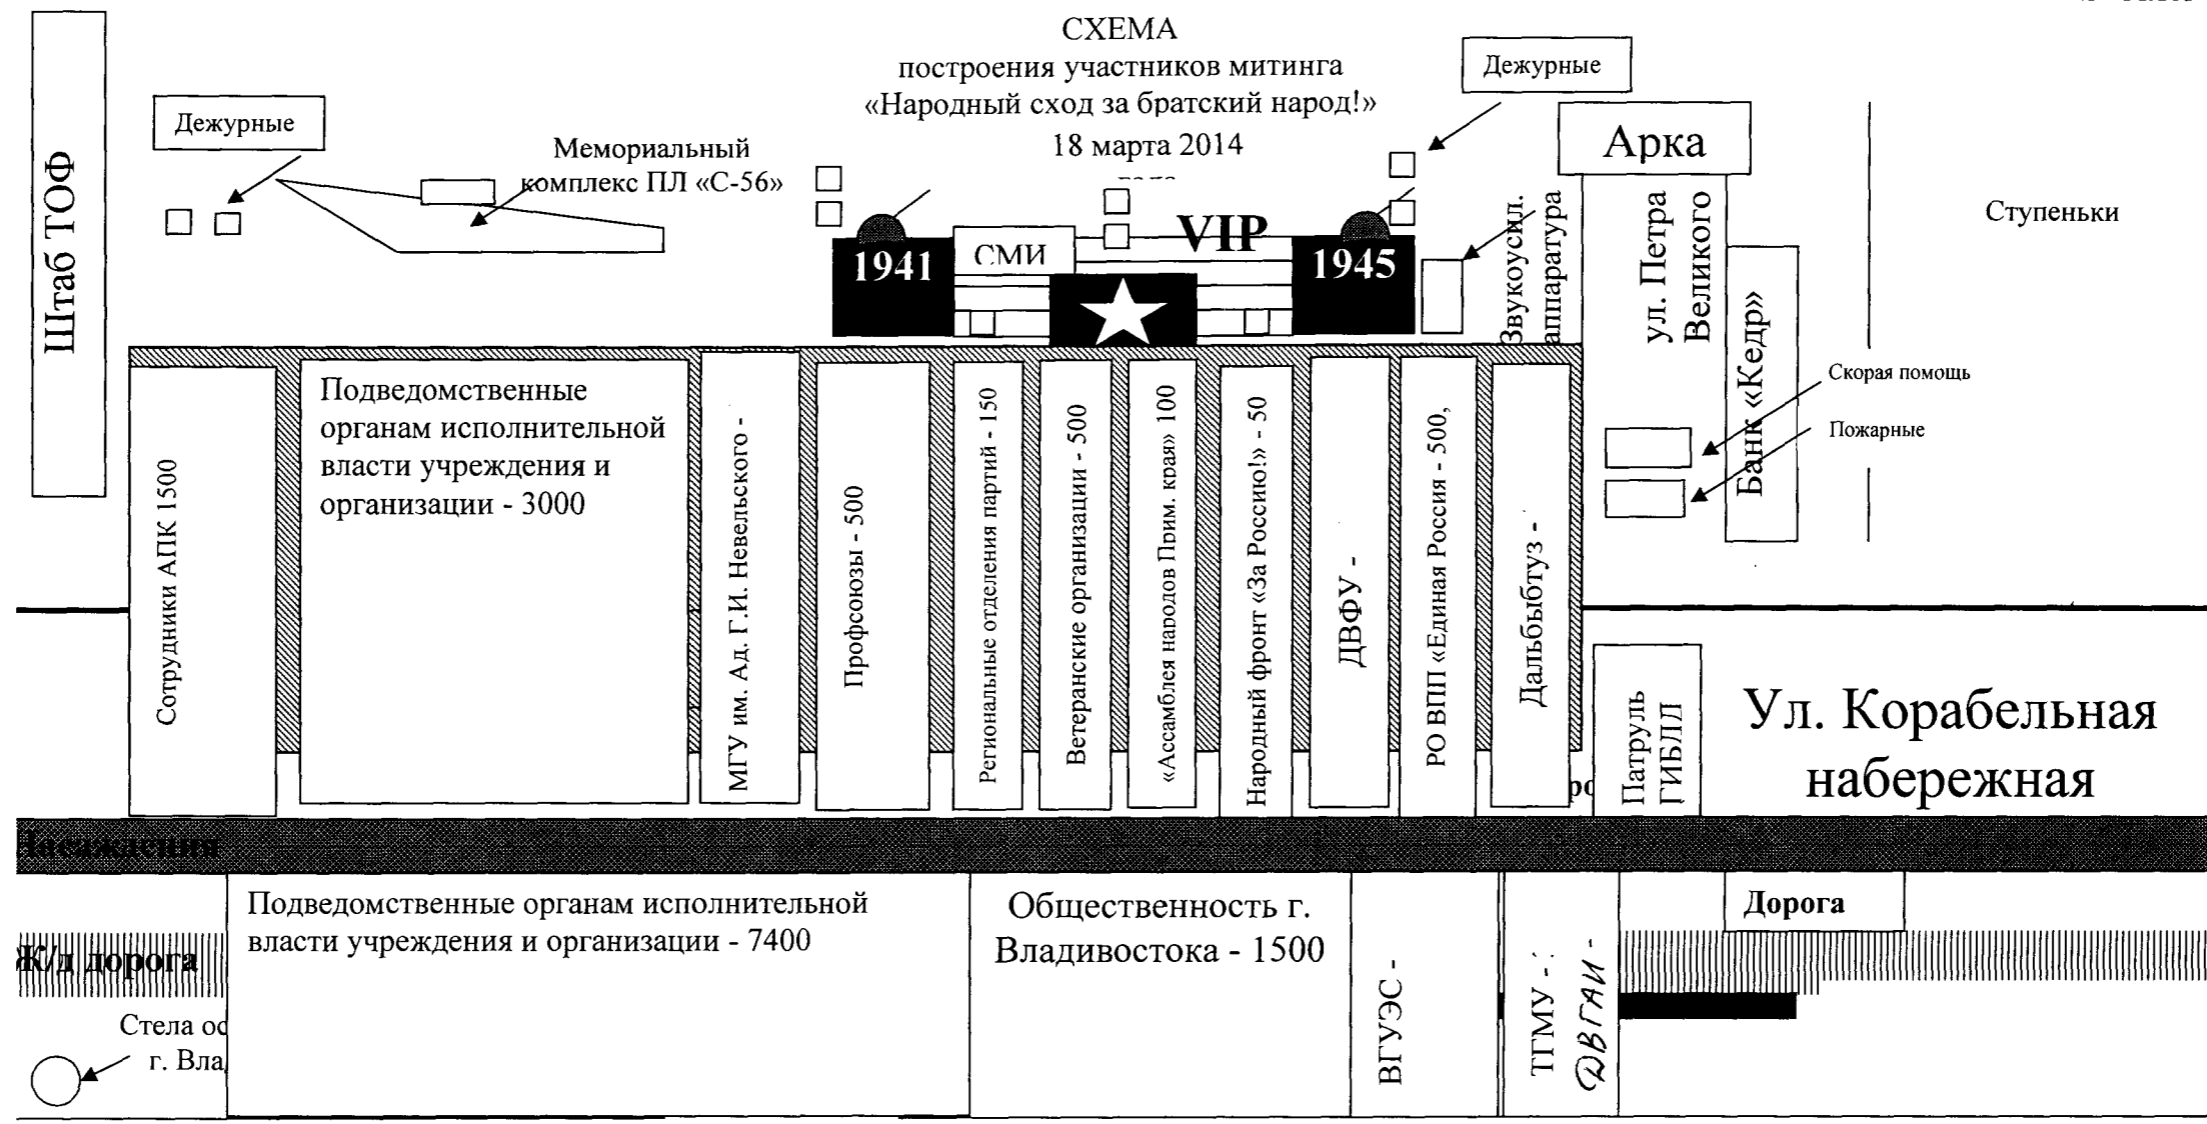 СХЕМА
построения участников митинга
«Народный сход за братский народ!»
18 марта 2014
Дежурные
Дежурные
Мемориальный
комплекс ПЛ «С-56»
Штаб ТОФ
Арка
VIP
СМИ
1941
1945
Звукоусил.
аппаратура
ул. Петра
Великого
Ступеньки
Банк «Кедр»
Скорая помощь
Пожарные
Сотрудники АПК 1500
Подведомственные
органам исполнительной
власти учреждения и
организации - 3000
МГУ им. Ад. Г.И. Невельского -
Профсоюзы - 500
Региональные отделения партий - 150
Ветеранские организации - 500
«Ассамблея народов Прим. края» 100
Народный фронт «За Россию!» - 50
ДВФУ -
РО ВПП «Единая Россия - 500,
Дальбыбтуз -
Патруль
ГИБДД
Ул. Корабельная
набережная
Насаждения
Подведомственные органам исполнительной
власти учреждения и организации - 7400
Общественность г.
Владивостока - 1500
ВГУЭС -
ТГМУ -
ДВГАИ -
Дорога
Ж/д дорога
Стела ос
г. Вла